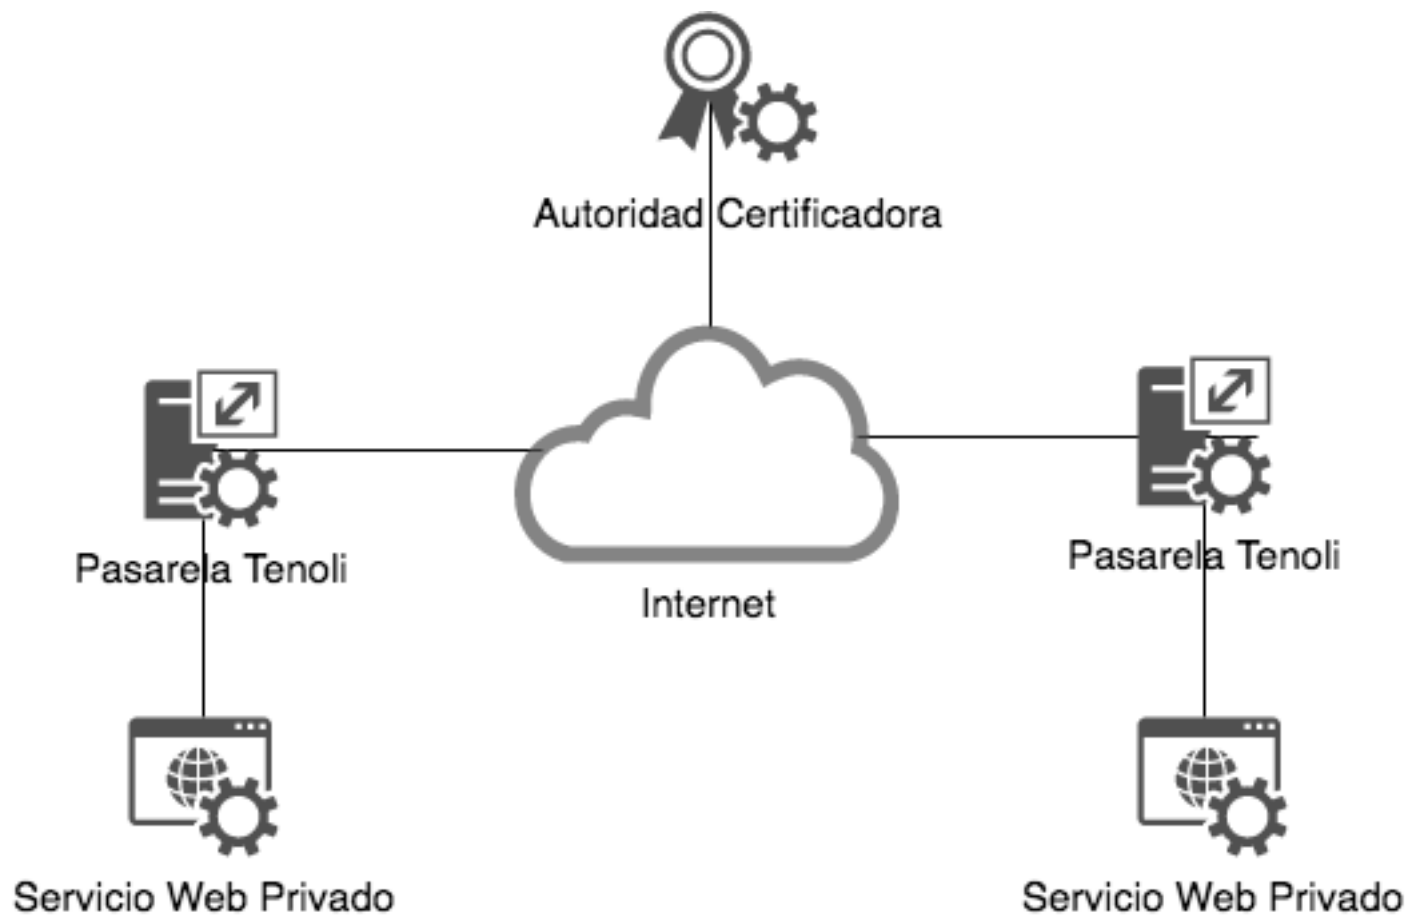 Autoridad Certificadora
Pasarela Tenoli
Pasarela Tenoli
Internet
Servicio Web Privado
Servicio Web Privado